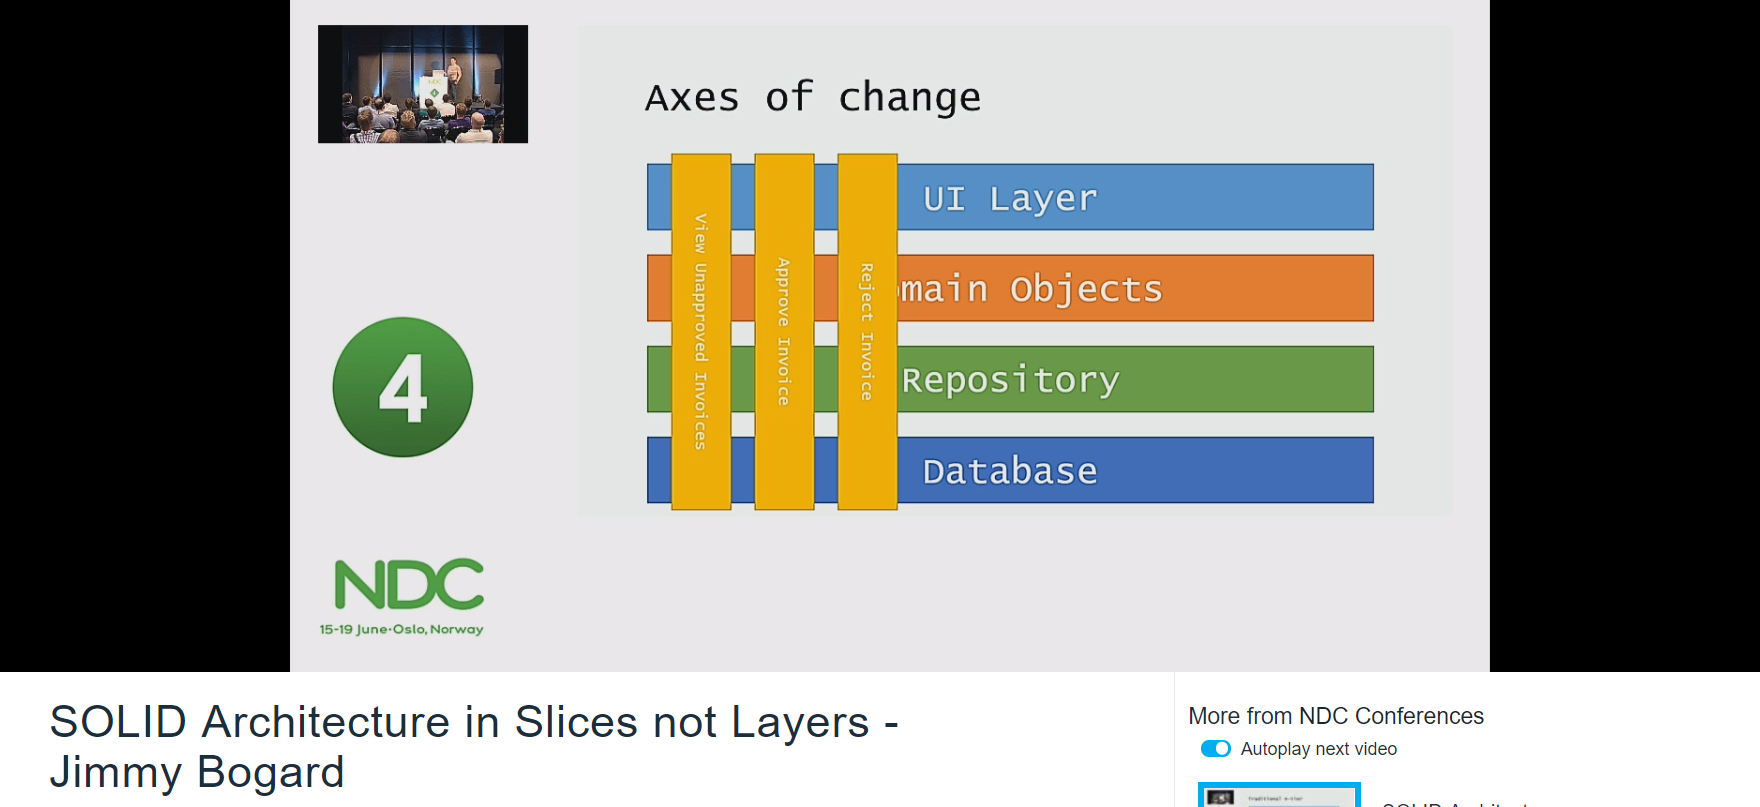 Axes of change
UI Layer
main Objects
Repository
Database
View Unapproved Invoices
Approve Invoice
Reject Invoice
4
NDC
15-19 June·Oslo, Norway
SOLID Architecture in Slices not Layers -
Jimmy Bogard
More from NDC Conferences
Autoplay next video